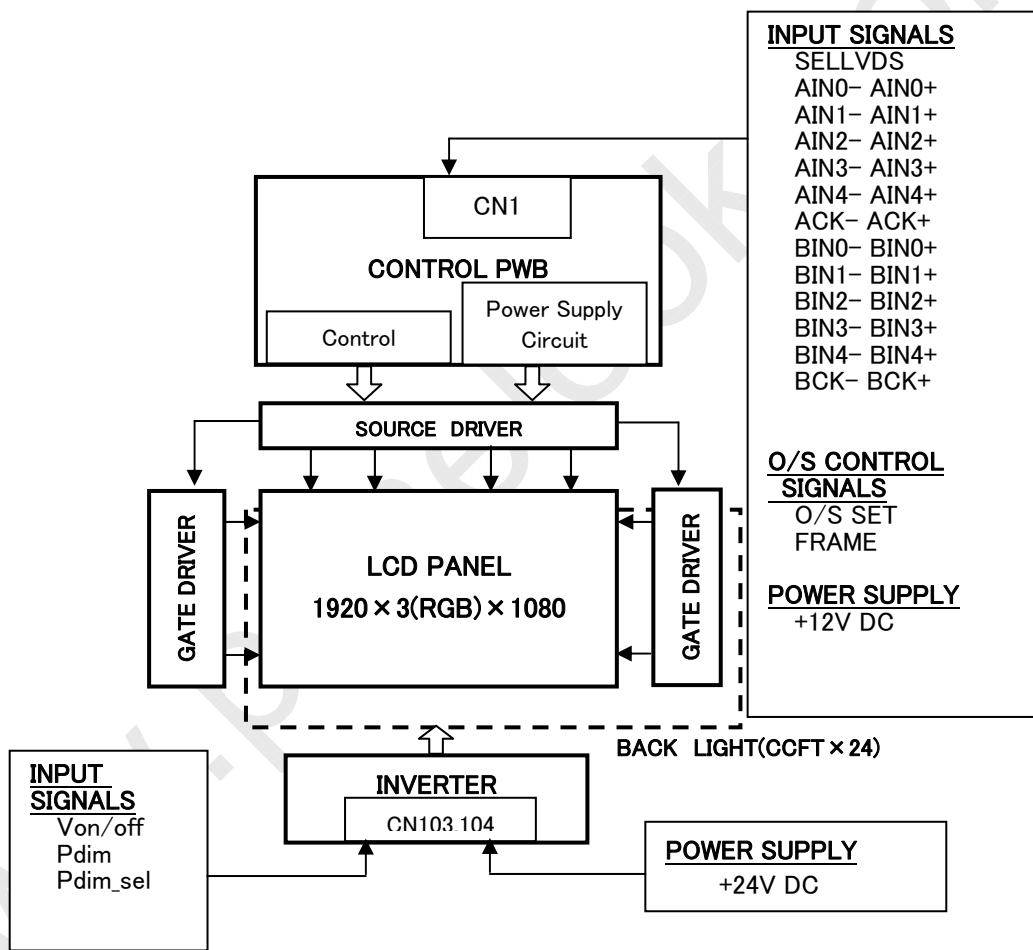 INPUT SIGNALS
SELLVDS
AIN0− AIN0+
AIN1− AIN1+
AIN2− AIN2+
AIN3− AIN3+
AIN4− AIN4+
ACK− ACK+
BIN0− BIN0+
BIN1− BIN1+
BIN2− BIN2+
BIN3− BIN3+
BIN4− BIN4+
BCK− BCK+
O/S CONTROL
SIGNALS
O/S SET
FRAME
POWER SUPPLY
+12V DC
CN1
CONTROL PWB
Control
Power Supply
Circuit
SOURCE DRIVER
GATE DRIVER
LCD PANEL
1920×3(RGB)×1080
GATE DRIVER
BACK LIGHT(CCFT×24)
INVERTER
CN103.104
INPUT
SIGNALS
Von/off
Pdim
Pdim_sel
POWER SUPPLY
+24V DC